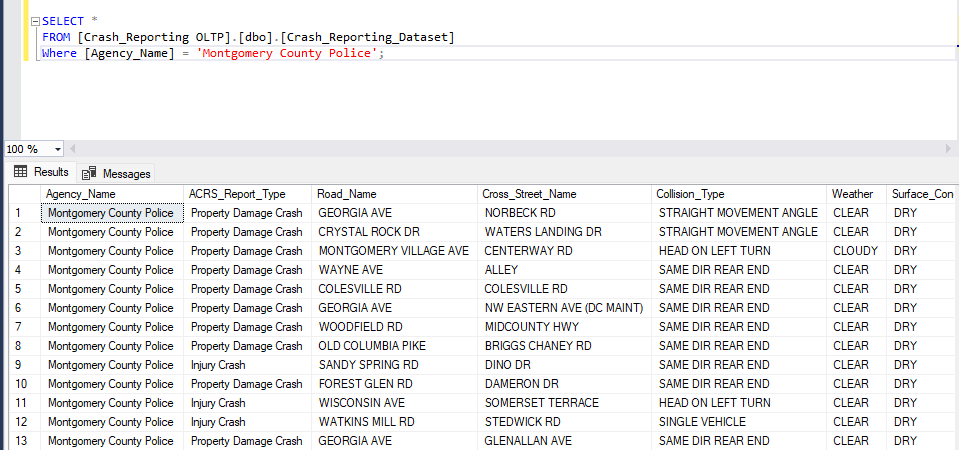 SELECT *
FROM [Crash_Reporting OLTP].[dbo].[Crash_Reporting_Dataset]
Where [Agency_Name] = 'Montgomery County Police';
100 %
Results Messages
Agency_Name ACRS_Report_Type Road_Name Cross_Street_Name Collision_Type Weather Surface_Con
1 Montgomery County Police Property Damage Crash GEORGIA AVE NORBECK RD STRAIGHT MOVEMENT ANGLE CLEAR DRY
2 Montgomery County Police Property Damage Crash CRYSTAL ROCK DR WATERS LANDING DR STRAIGHT MOVEMENT ANGLE CLEAR DRY
3 Montgomery County Police Property Damage Crash MONTGOMERY VILLAGE AVE CENTERWAY RD HEAD ON LEFT TURN CLOUDY DRY
4 Montgomery County Police Property Damage Crash WAYNE AVE ALLEY SAME DIR REAR END CLEAR DRY
5 Montgomery County Police Property Damage Crash COLESVILLE RD COLESVILLE RD SAME DIR REAR END CLEAR DRY
6 Montgomery County Police Property Damage Crash GEORGIA AVE NW EASTERN AVE (DC MAINT) SAME DIR REAR END CLEAR DRY
7 Montgomery County Police Property Damage Crash WOODFIELD RD MIDCOUNTY HWY SAME DIR REAR END CLEAR DRY
8 Montgomery County Police Property Damage Crash OLD COLUMBIA PIKE BRIGGS CHANEY RD SAME DIR REAR END CLEAR DRY
9 Montgomery County Police Injury Crash SANDY SPRING RD DINO DR SAME DIR REAR END CLEAR DRY
10 Montgomery County Police Property Damage Crash FOREST GLEN RD DAMERON DR SAME DIR REAR END CLEAR DRY
11 Montgomery County Police Injury Crash WISCONSIN AVE SOMERSET TERRACE HEAD ON LEFT TURN CLEAR DRY
12 Montgomery County Police Injury Crash WATKINS MILL RD STEDWICK RD SINGLE VEHICLE CLEAR DRY
13 Montgomery County Police Property Damage Crash GEORGIA AVE GLENALLAN AVE SAME DIR REAR END CLEAR DRY